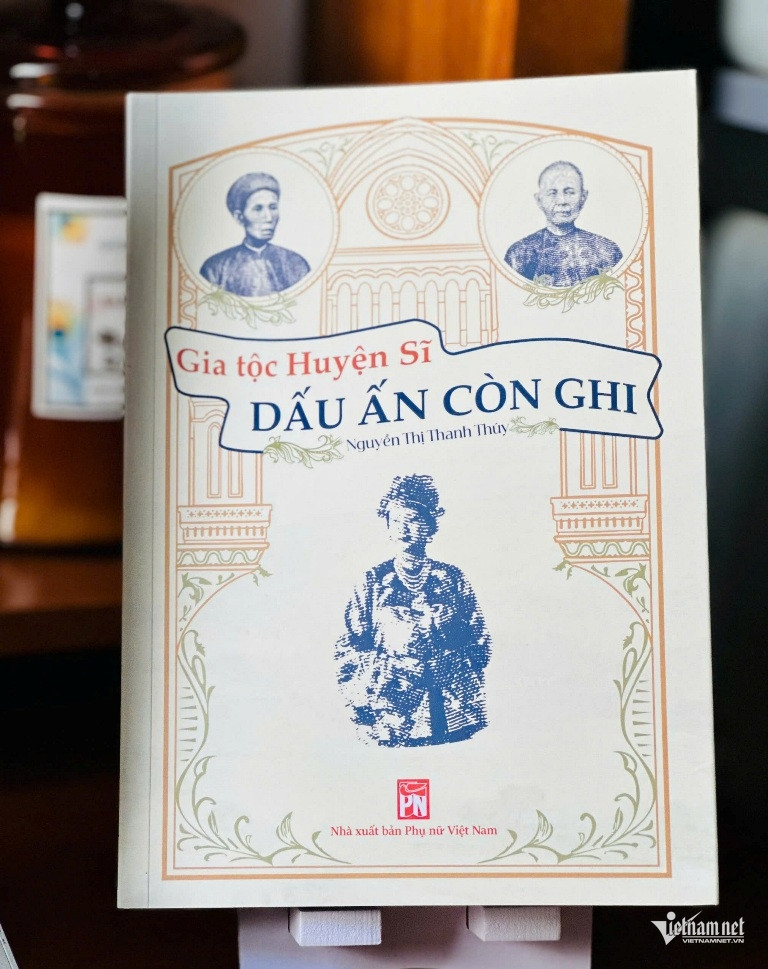 Gia tộc Huyện Sĩ
DẤU ẤN CÒN GHI
Nguyễn Thị Thanh Thúy
PN
Nhà xuất bản Phụ nữ Việt Nam
vietnamnet
VIETNAMNET.VN